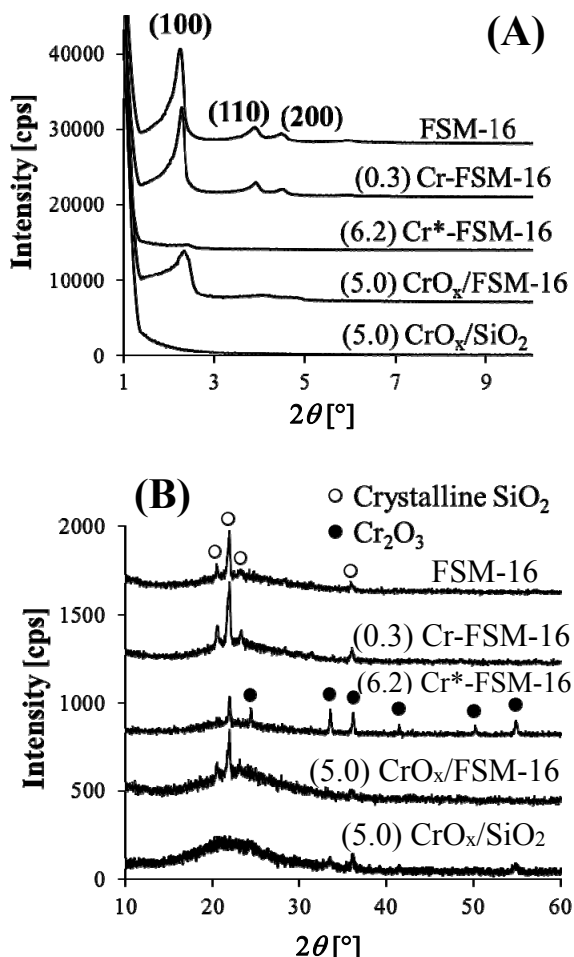 (A)
(100)
(110)
(200)
FSM-16
(0.3) Cr-FSM-16
(6.2) Cr*-FSM-16
(5.0) CrOx/FSM-16
(5.0) CrOx/SiO2
Intensity [cps]
40000
30000
20000
10000
0
1 3 5 7 9
2θ [°]
(B)
○ Crystalline SiO2
● Cr2O3
FSM-16
(0.3) Cr-FSM-16
(6.2) Cr*-FSM-16
(5.0) CrOx/FSM-16
(5.0) CrOx/SiO2
Intensity [cps]
2000
1500
1000
500
0
10 20 30 40 50 60
2θ [°]